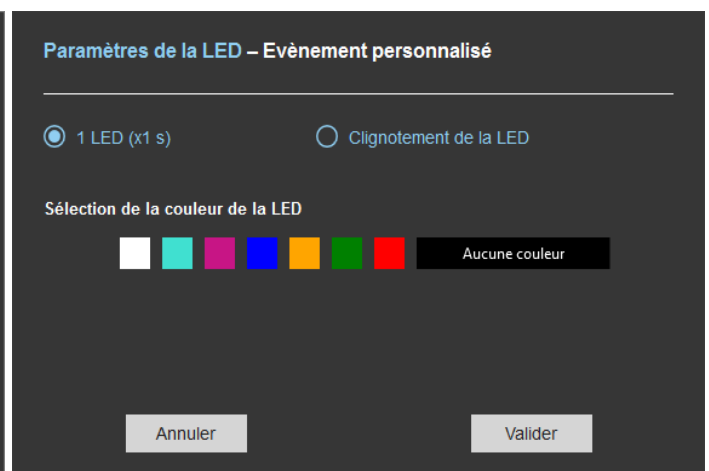 Paramètres de la LED – Evènement personnalisé
1 LED (x1 s) Clignotement de la LED
Sélection de la couleur de la LED
Aucune couleur
Annuler Valider